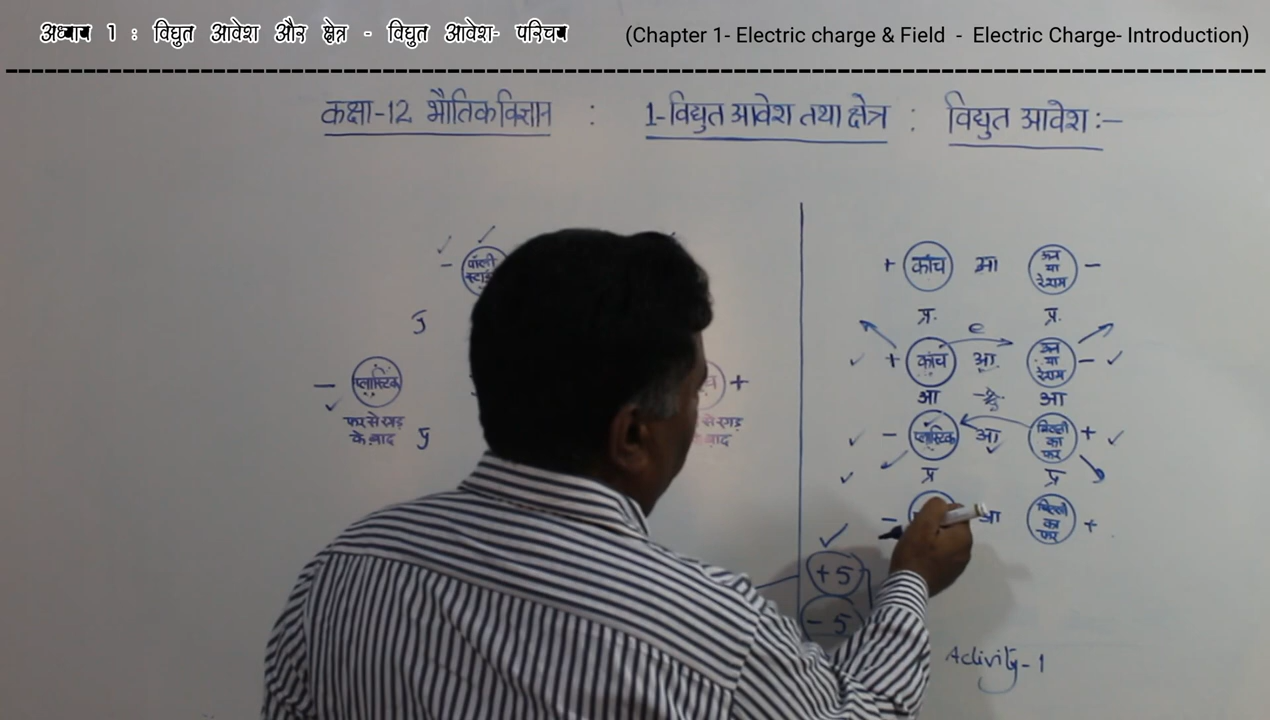 अध्याय 1 : विद्युत आवेश और क्षेत्र - विद्युत आवेश- परिचय (Chapter 1- Electric charge & Field - Electric Charge- Introduction)
कक्षा-12 भौतिक विज्ञान : 1-विद्युत आवेश तथा क्षेत्र : विद्युत आवेश :-
- पॉली
+ काँच मा ऊन या रेशम -
प्र. प्र.
e
+ काँच आ ऊन या रेशम -
- प्लास्टिक +
आ आ
फर से रगड़ के बाद से रगड़
- प्लास्टिक आ बिल्ली का फर +
प्र प्र
- बिल्ली का फर +
+5
-5
Activity-1